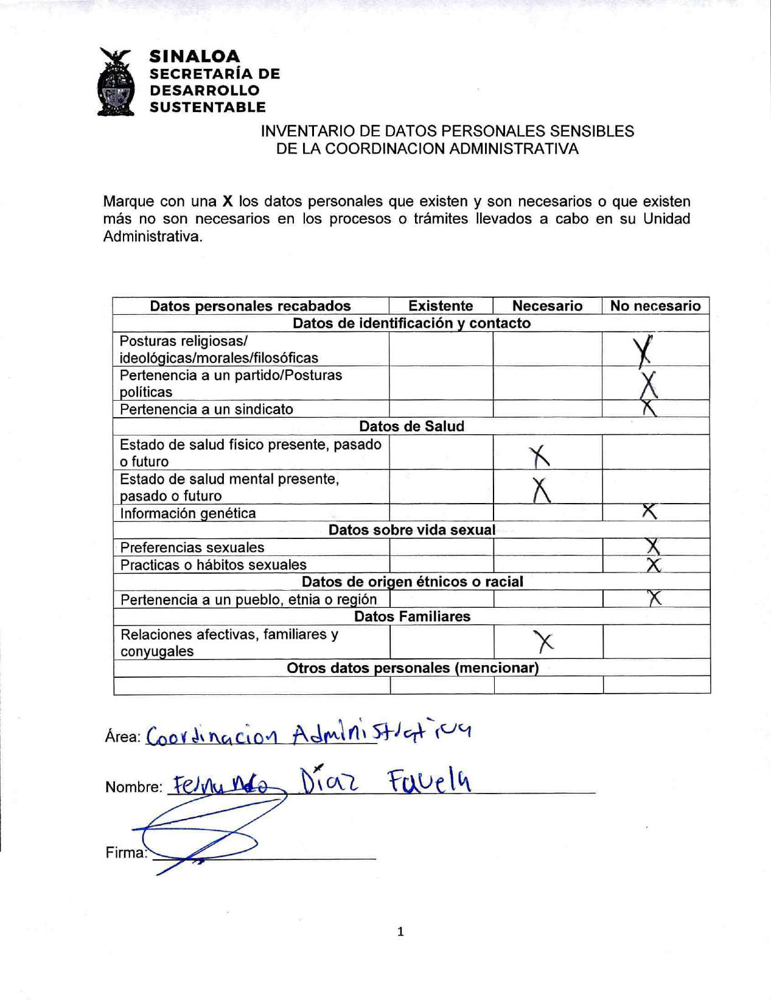 SINALOA
SECRETARÍA DE
DESARROLLO
SUSTENTABLE
INVENTARIO DE DATOS PERSONALES SENSIBLES
DE LA COORDINACION ADMINISTRATIVA
Marque con una X los datos personales que existen y son necesarios o que existen
más no son necesarios en los procesos o trámites llevados a cabo en su Unidad
Administrativa.
Datos personales recabados Existente Necesario No necesario
Datos de identificación y contacto
Posturas religiosas/
ideológicas/morales/filosóficas X
Pertenencia a un partido/Posturas
políticas X
Pertenencia a un sindicato X
Datos de Salud
Estado de salud físico presente, pasado
o futuro X
Estado de salud mental presente,
pasado o futuro X
Información genética X
Datos sobre vida sexual
Preferencias sexuales X
Practicas o hábitos sexuales X
Datos de origen étnicos o racial
Pertenencia a un pueblo, etnia o región X
Datos Familiares
Relaciones afectivas, familiares y
conyugales X
Otros datos personales (mencionar)
Área: Coordinacion Administrativa
Nombre: Fernando Díaz Favela
Firma:
1